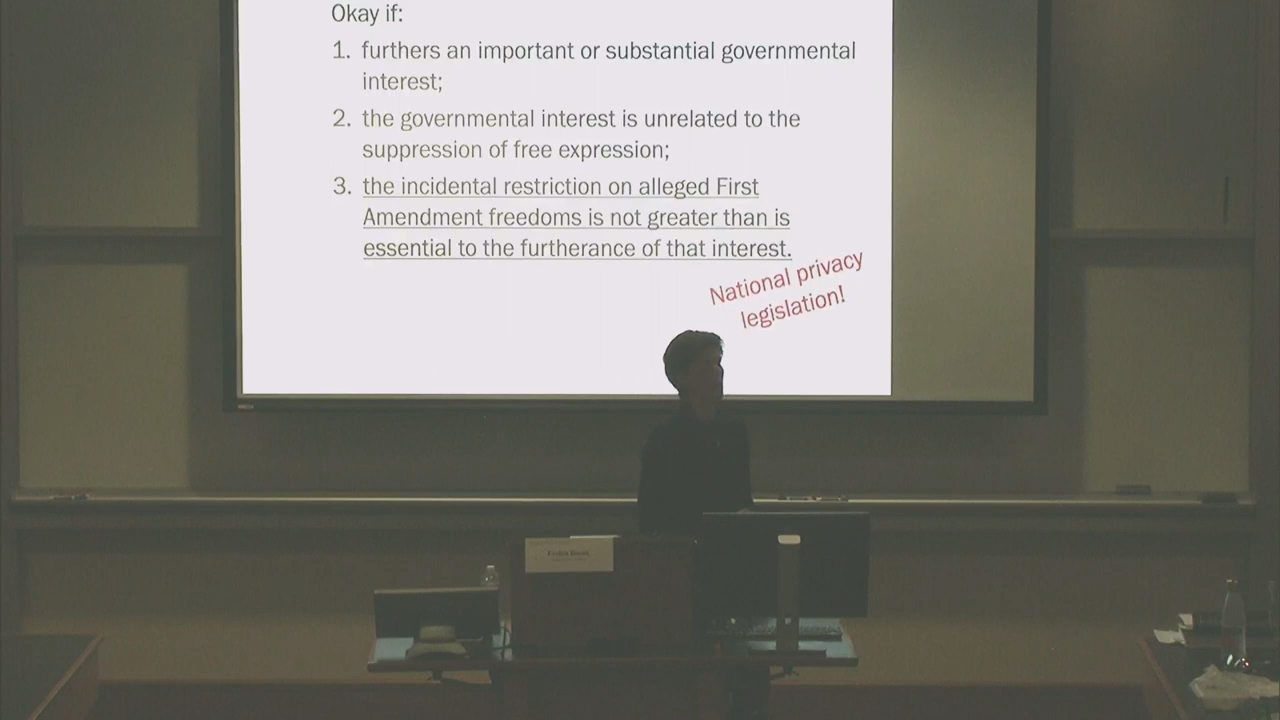 Okay if:
1. furthers an important or substantial governmental
interest;
2. the governmental interest is unrelated to the
suppression of free expression;
3. the incidental restriction on alleged First
Amendment freedoms is not greater than is
essential to the furtherance of that interest.
National privacy
legislation!